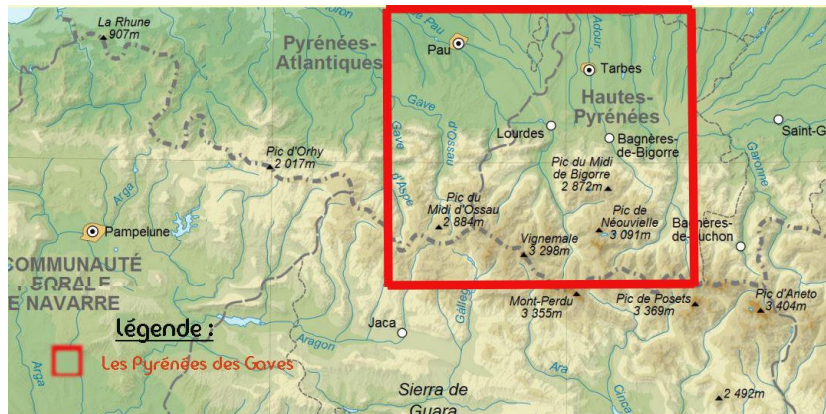 La Rhune
907m
Pyrénées-
Atlantiques
Pau
de Pau
Adour
Tarbes
Hautes-
Pyrénées
Gave
d'Ossau
Gave
d'Aspe
Lourdes
Bagnères-
de-Bigorre
Saint-G
Garonne
Pic d'Orhy
2 017m
Arga
Pic du Midi
de Bigorre
2 872m
Pic du
Midi d'Ossau
2 884m
Pic de
Néouvielle
3 091m
Pampelune
Vignemale
3 298m
Bagnères-
de-Luchon
COMMUNAUTÉ
FORALE
E NAVARRE
Mont-Perdu
3 355m
Pic de Posets
3 369m
Pic d'Aneto
3 404m
Gállego
légende :
Jaca
Aragon
Les Pyrénées des Gaves
Arga
Ara
Cinca
Sierra de
Guara
2 492m